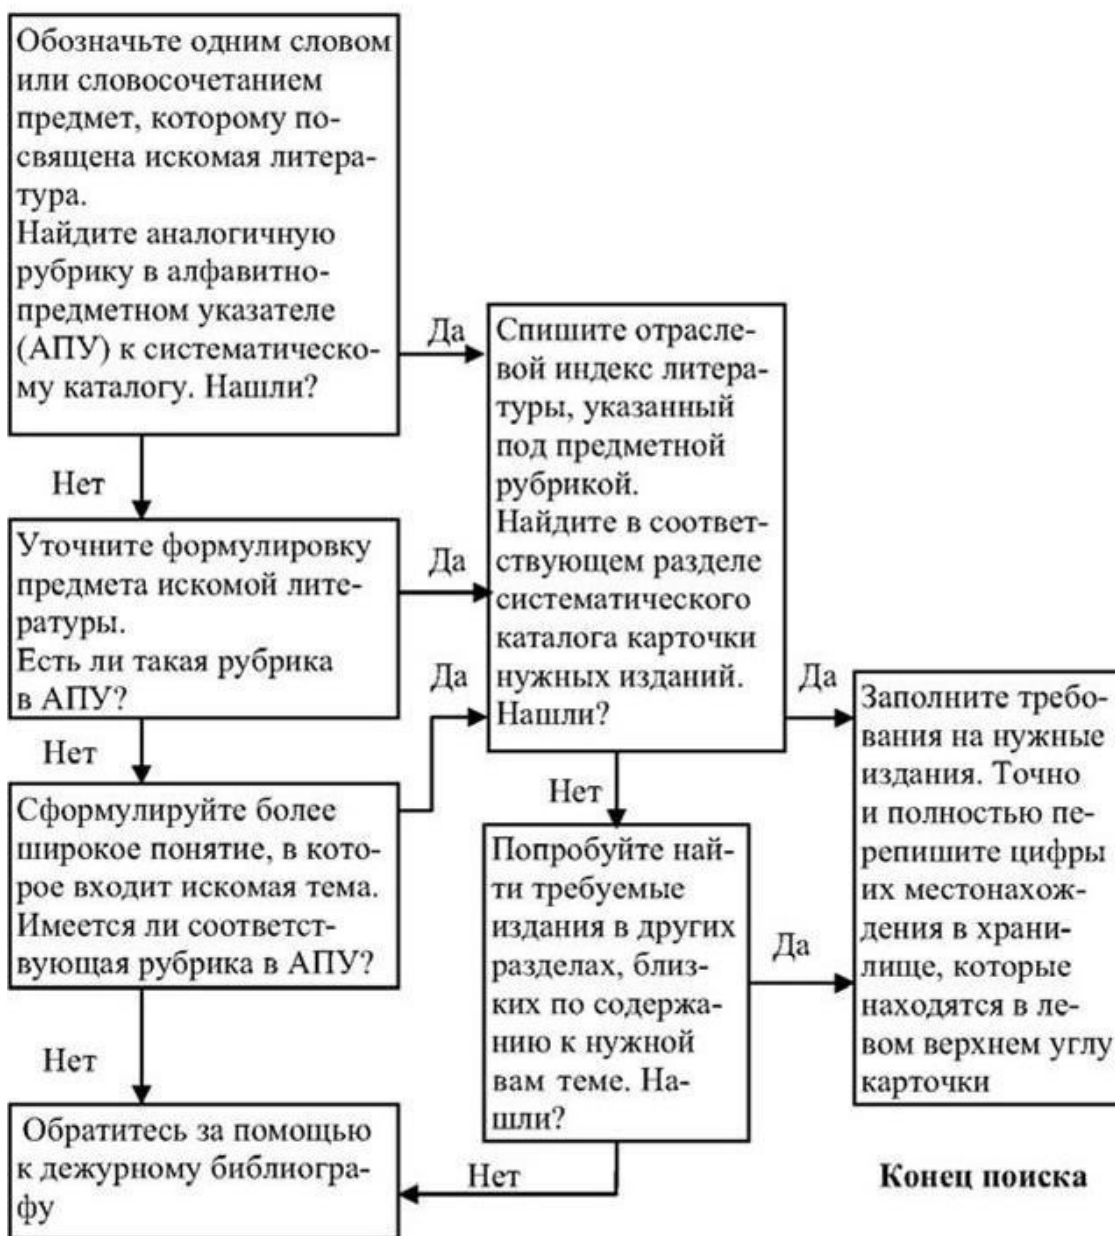 Обозначьте одним словом
или словосочетанием
предмет, которому по-
священа искомая литера-
тура.
Найдите аналогичную
рубрику в алфавитно-
предметном указателе
(АПУ) к систематическо-
му каталогу. Нашли?
Да
Нет
Спишите отрасле-
вой индекс литера-
туры, указанный
под предметной
рубрикой.
Найдите в соответ-
ствующем разделе
систематического
каталога карточки
нужных изданий.
Нашли?
Уточните формулировку
предмета искомой лите-
ратуры.
Есть ли такая рубрика
в АПУ?
Да
Нет
Да
Сформулируйте более
широкое понятие, в кото-
рое входит искомая тема.
Имеется ли соответст-
вующая рубрика в АПУ?
Да
Нет
Попробуйте най-
ти требуемые
издания в других
разделах, близ-
ких по содержа-
нию к нужной
вам теме. На-
шли?
Да
Заполните требо-
вания на нужные
издания. Точно
и полностью пе-
репишите цифры
их местонахож-
дения в храни-
лище, которые
находятся в ле-
вом верхнем углу
карточки
Нет
Обратитесь за помощью
к дежурному библиогра-
фу
Нет
Конец поиска